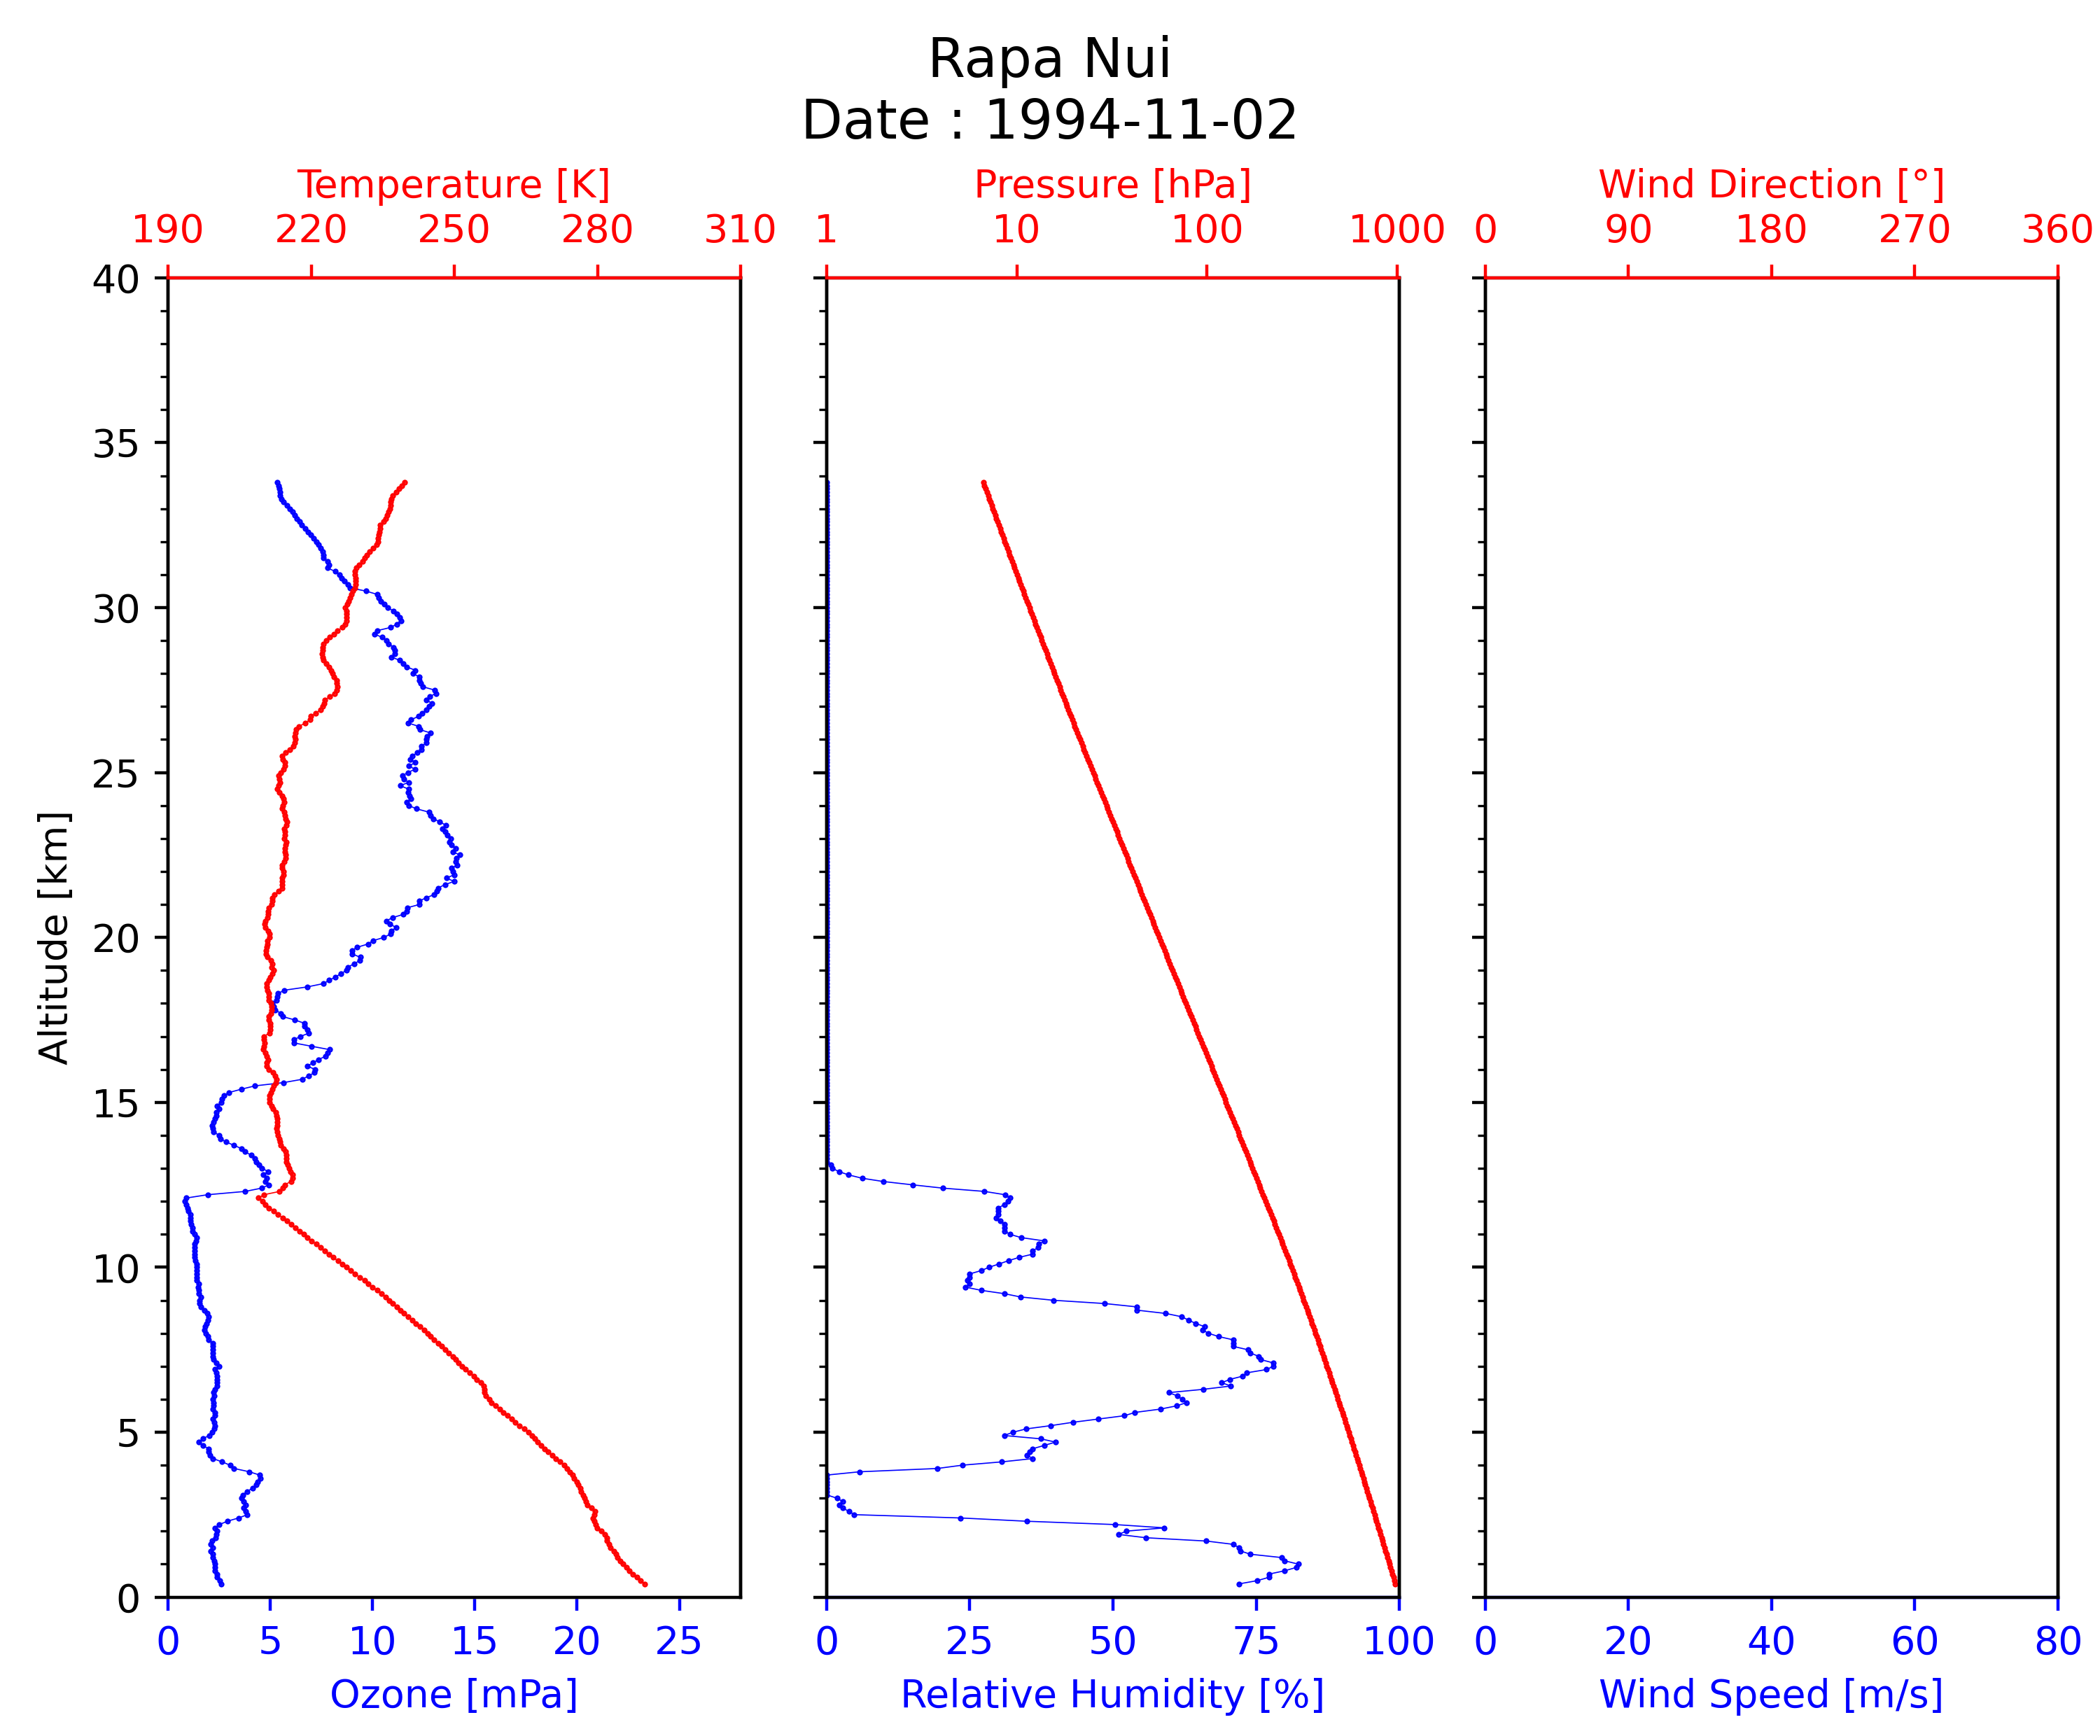 Rapa Nui
Date : 1994-11-02
Temperature [K]
190 220 250 280 310
Pressure [hPa]
1 10 100 1000
Wind Direction [°]
0 90 180 270 360
Altitude [km]
40
35
30
25
20
15
10
5
0
0 5 10 15 20 25
Ozone [mPa]
0 25 50 75 100
Relative Humidity [%]
0 20 40 60 80
Wind Speed [m/s]